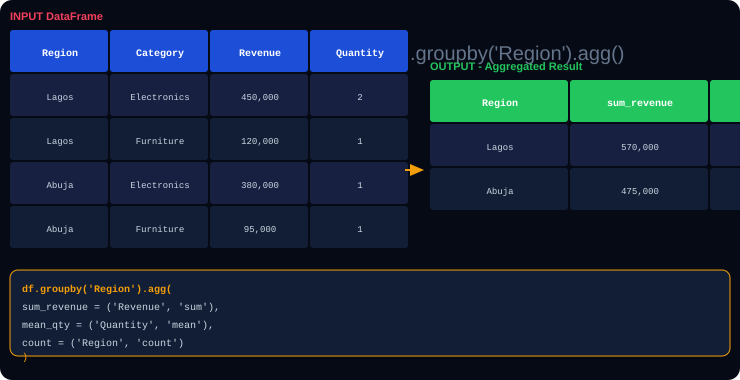 INPUT DataFrame
Region Category Revenue Quantity
Lagos Electronics 450,000 2
Lagos Furniture 120,000 1
Abuja Electronics 380,000 1
Abuja Furniture 95,000 1
.groupby('Region').agg()
OUTPUT - Aggregated Result
Region sum_revenue
Lagos 570,000
Abuja 475,000
df.groupby('Region').agg(
sum_revenue = ('Revenue', 'sum'),
mean_qty = ('Quantity', 'mean'),
count = ('Region', 'count')
)